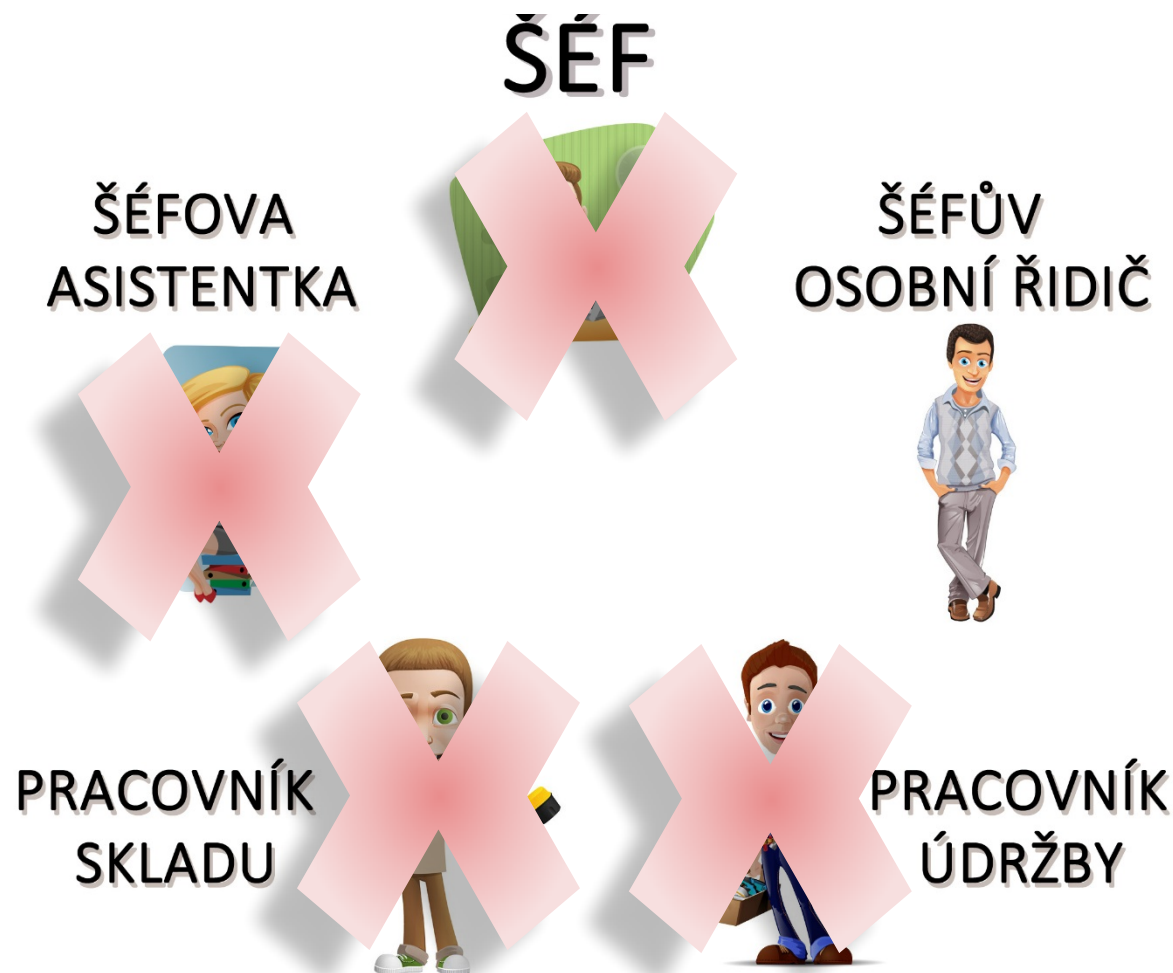 ŠÉF
ŠÉFOVA
ASISTENTKA
ŠÉFŮV
OSOBNÍ ŘIDIČ
PRACOVNÍK
SKLADU
PRACOVNÍK
ÚDRŽBY